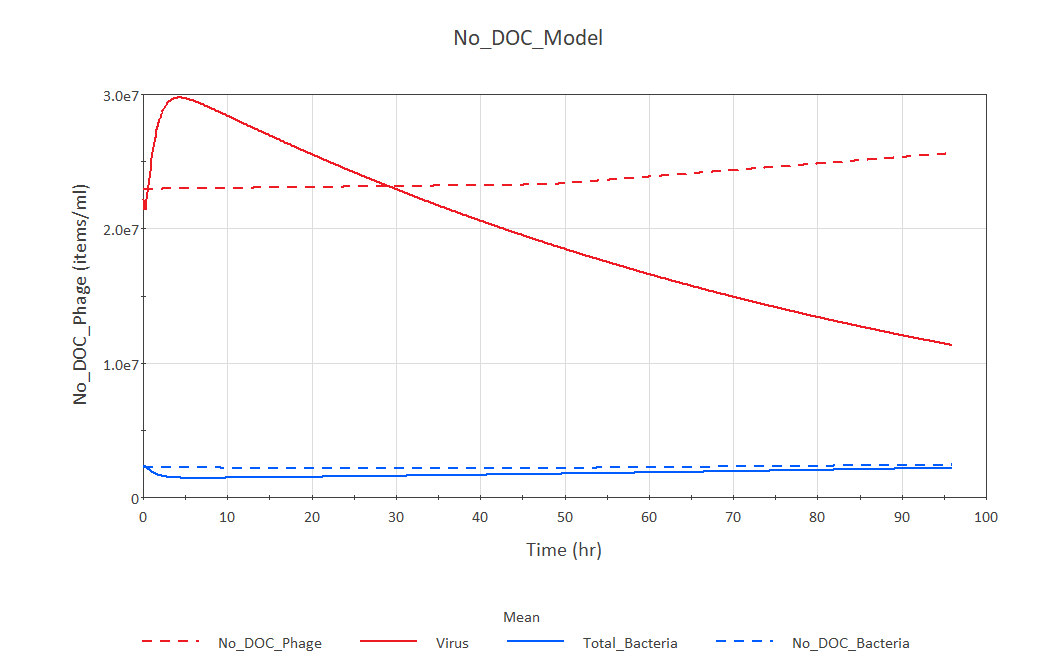 No_DOC_Model
No_DOC_Phage (items/ml)
3.0e7
2.0e7
1.0e7
0
0 10 20 30 40 50 60 70 80 90 100
Time (hr)
Mean
No_DOC_Phage Virus Total_Bacteria No_DOC_Bacteria